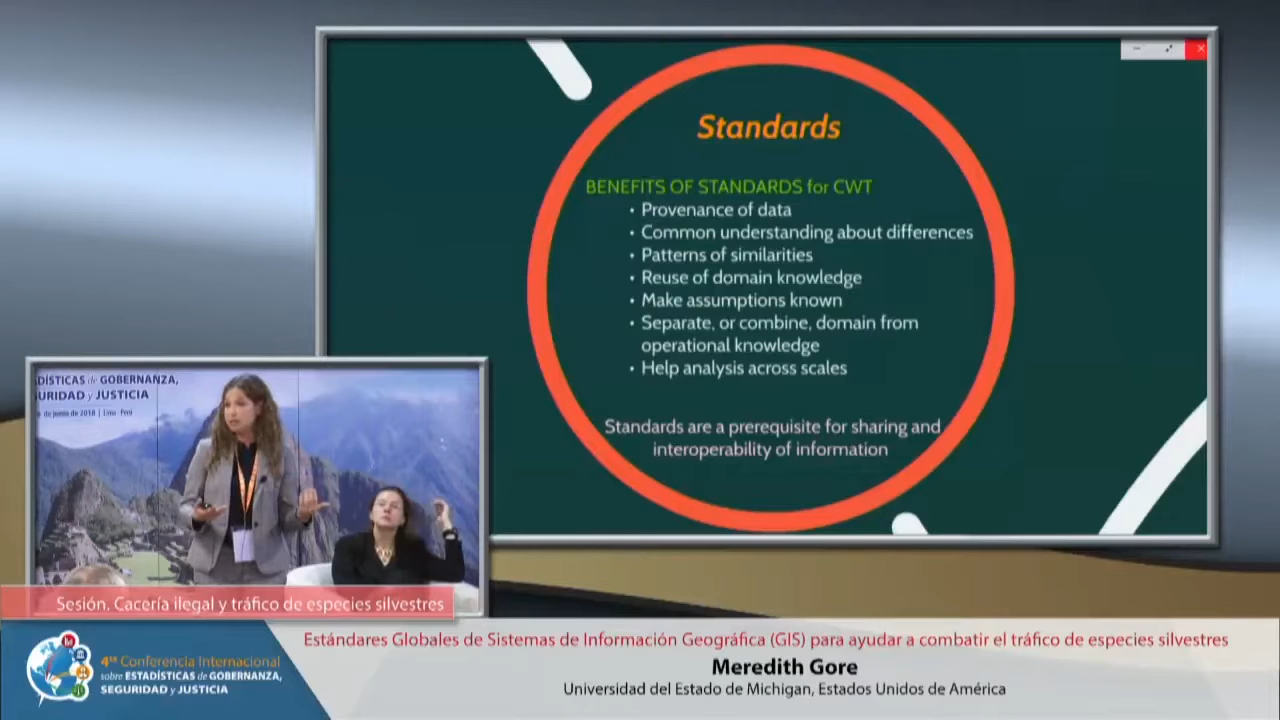 Standards
BENEFITS OF STANDARDS for CWT
• Provenance of data
• Common understanding about differences
• Patterns of similarities
• Reuse of domain knowledge
• Make assumptions known
• Separate, or combine, domain from
operational knowledge
• Help analysis across scales
Standards are a prerequisite for sharing and
interoperability of information
DÍSTICAS de GOBERNANZA,
URIDAD y JUSTICIA
de junio de 2018 | Lima - Perú
Sesión. Cacería ilegal y tráfico de especies silvestres
4ta Conferencia Internacional
sobre ESTADÍSTICAS de GOBERNANZA,
SEGURIDAD y JUSTICIA
Estándares Globales de Sistemas de Información Geográfica (GIS) para ayudar a combatir el tráfico de especies silvestres
Meredith Gore
Universidad del Estado de Michigan, Estados Unidos de América